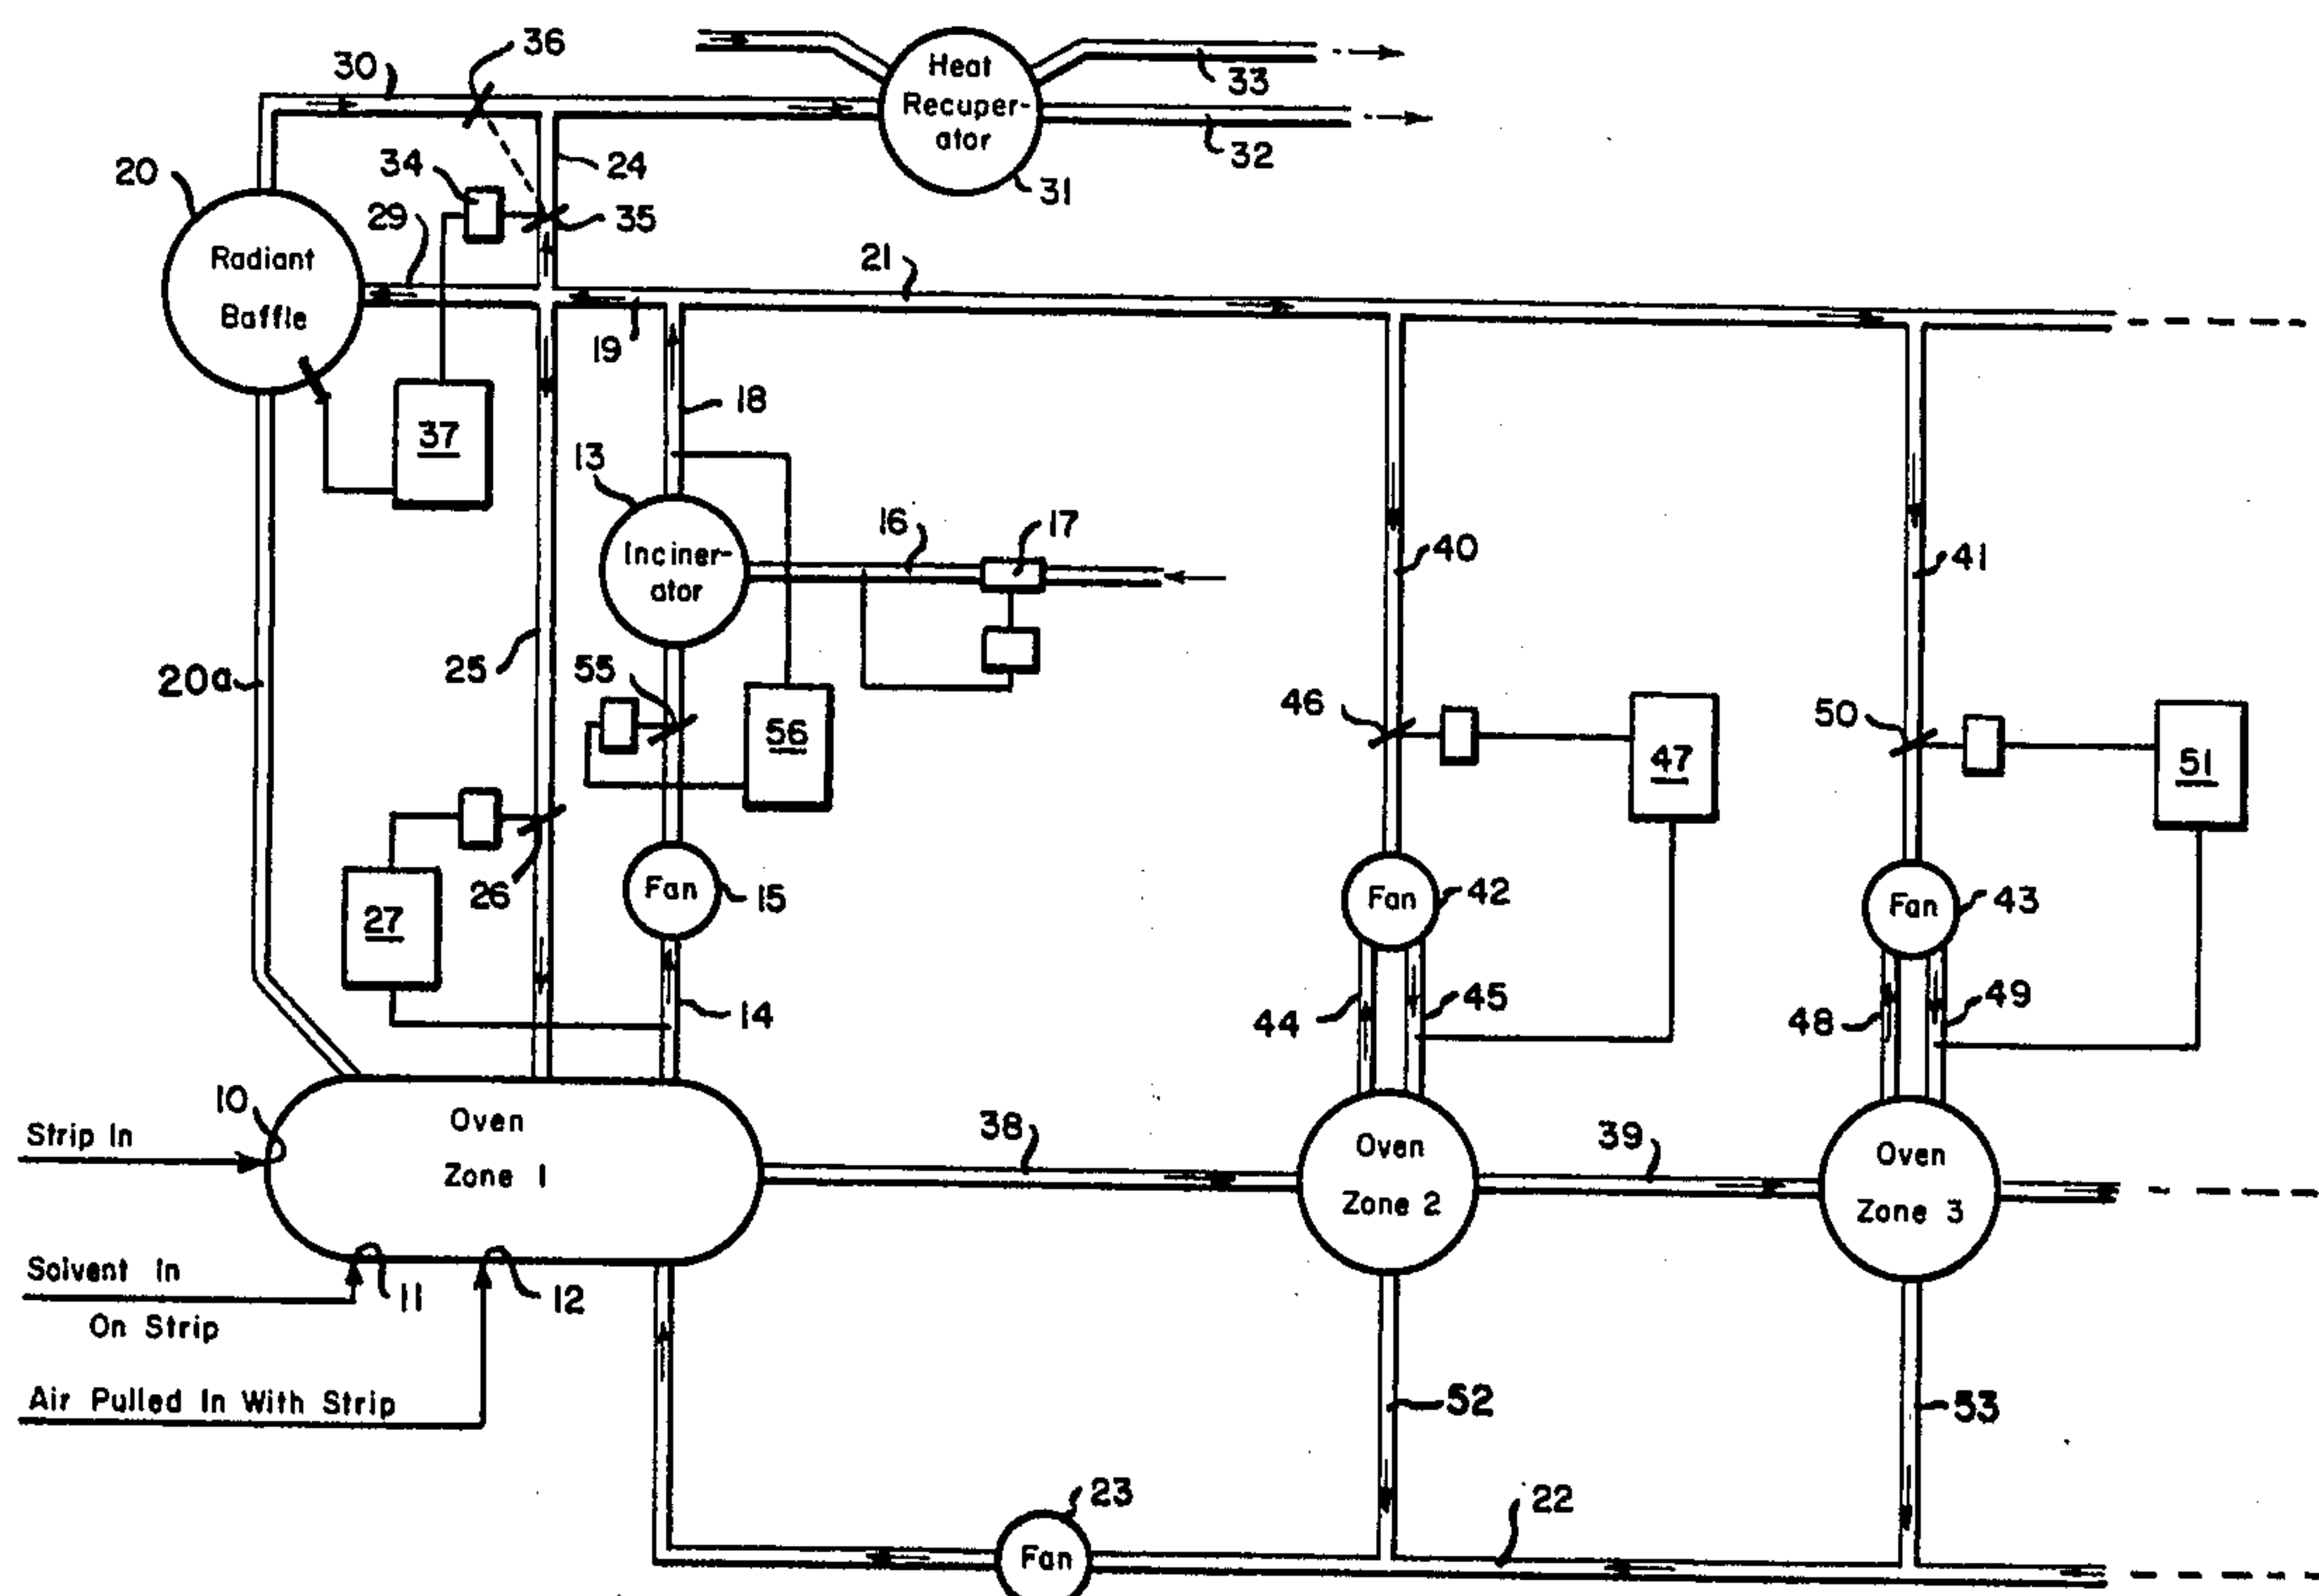 36
30
Heat
Recuper-
ator
33
32
31
20
34
24
29
35
Radiant
Baffle
21
19
18
37
13
Inciner-
ator
16
17
40
41
25
20a
55
56
46
47
50
51
26
27
Fan
15
Fan
42
Fan
43
14
44
45
48
49
10
Strip In
Oven
Zone 1
38
Oven
Zone 2
39
Oven
Zone 3
Solvent In
On Strip
11
12
Air Pulled In With Strip
52
53
23
Fan
22